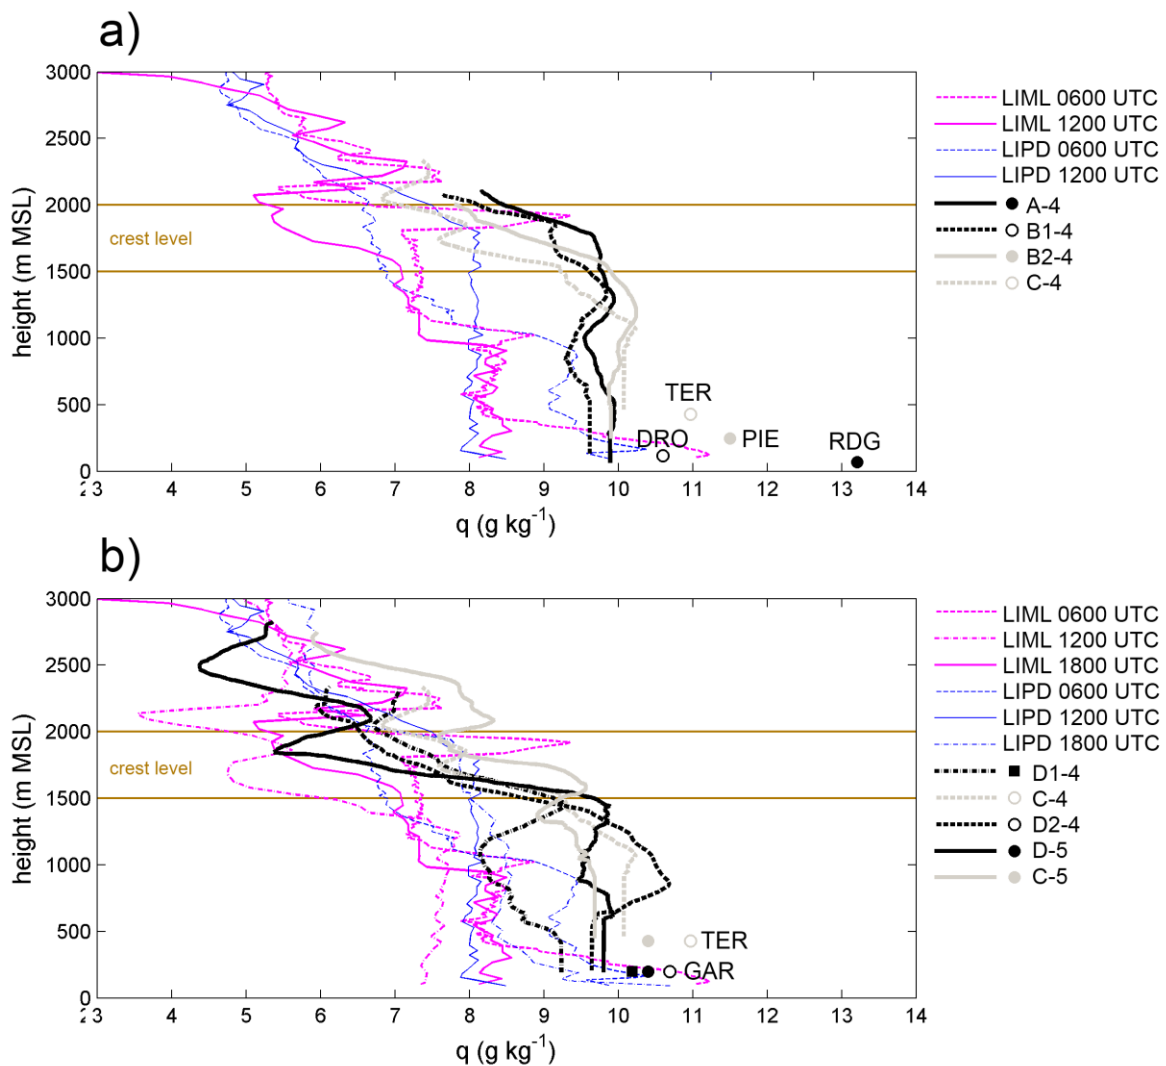 a)
3000
2500
2000
1500
1000
500
0
height (m MSL)
crest level
TER
DRO
PIE
RDG
2 3 4 5 6 7 8 9 10 11 12 13 14
q (g kg⁻¹)
LIML 0600 UTC
LIML 1200 UTC
LIPD 0600 UTC
LIPD 1200 UTC
A-4
B1-4
B2-4
C-4
b)
3000
2500
2000
1500
1000
500
0
height (m MSL)
crest level
TER
GAR
2 3 4 5 6 7 8 9 10 11 12 13 14
q (g kg⁻¹)
LIML 0600 UTC
LIML 1200 UTC
LIML 1800 UTC
LIPD 0600 UTC
LIPD 1200 UTC
LIPD 1800 UTC
D1-4
C-4
D2-4
D-5
C-5